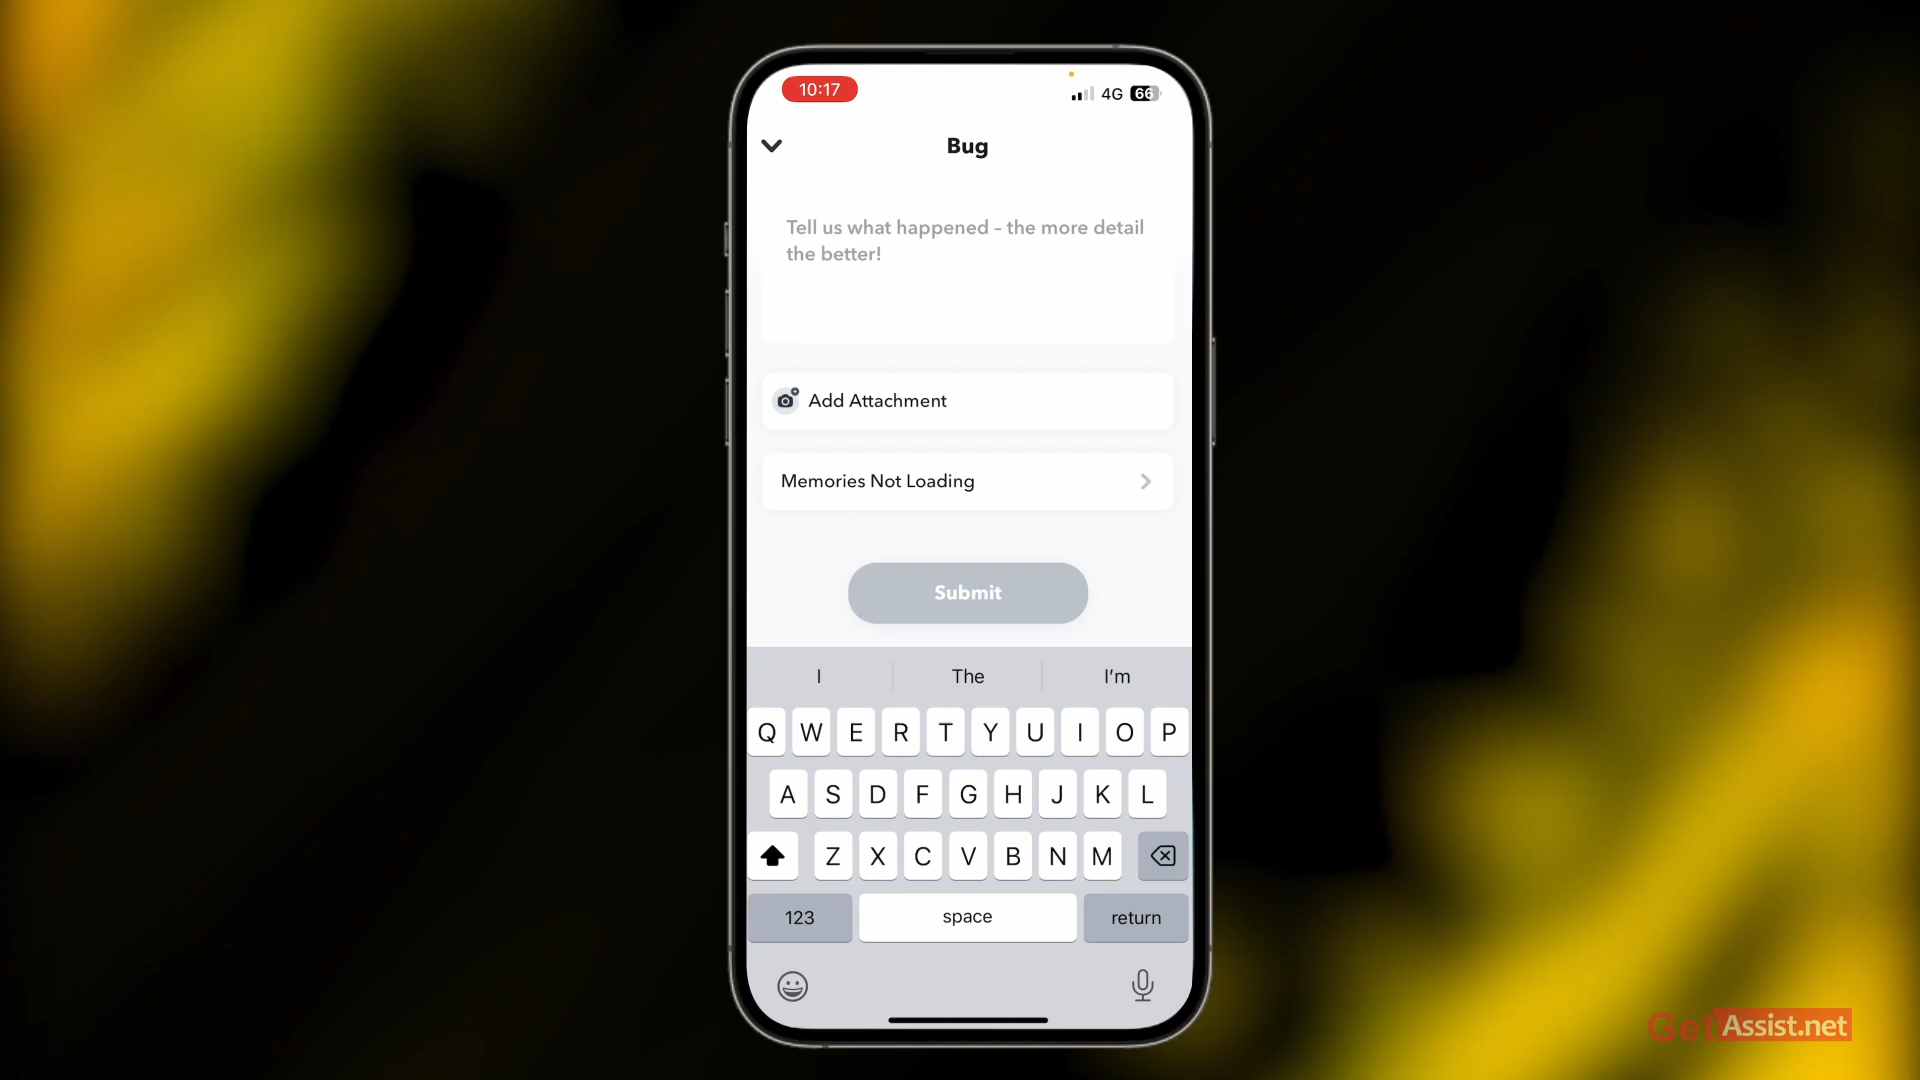 10:17
4G 66
Bug
Tell us what happened – the more detail
the better!
Add Attachment
Memories Not Loading
Submit
I The I'm
Q W E R T Y U I O P
A S D F G H J K L
Z X C V B N M
123 space return
GetAssist.net